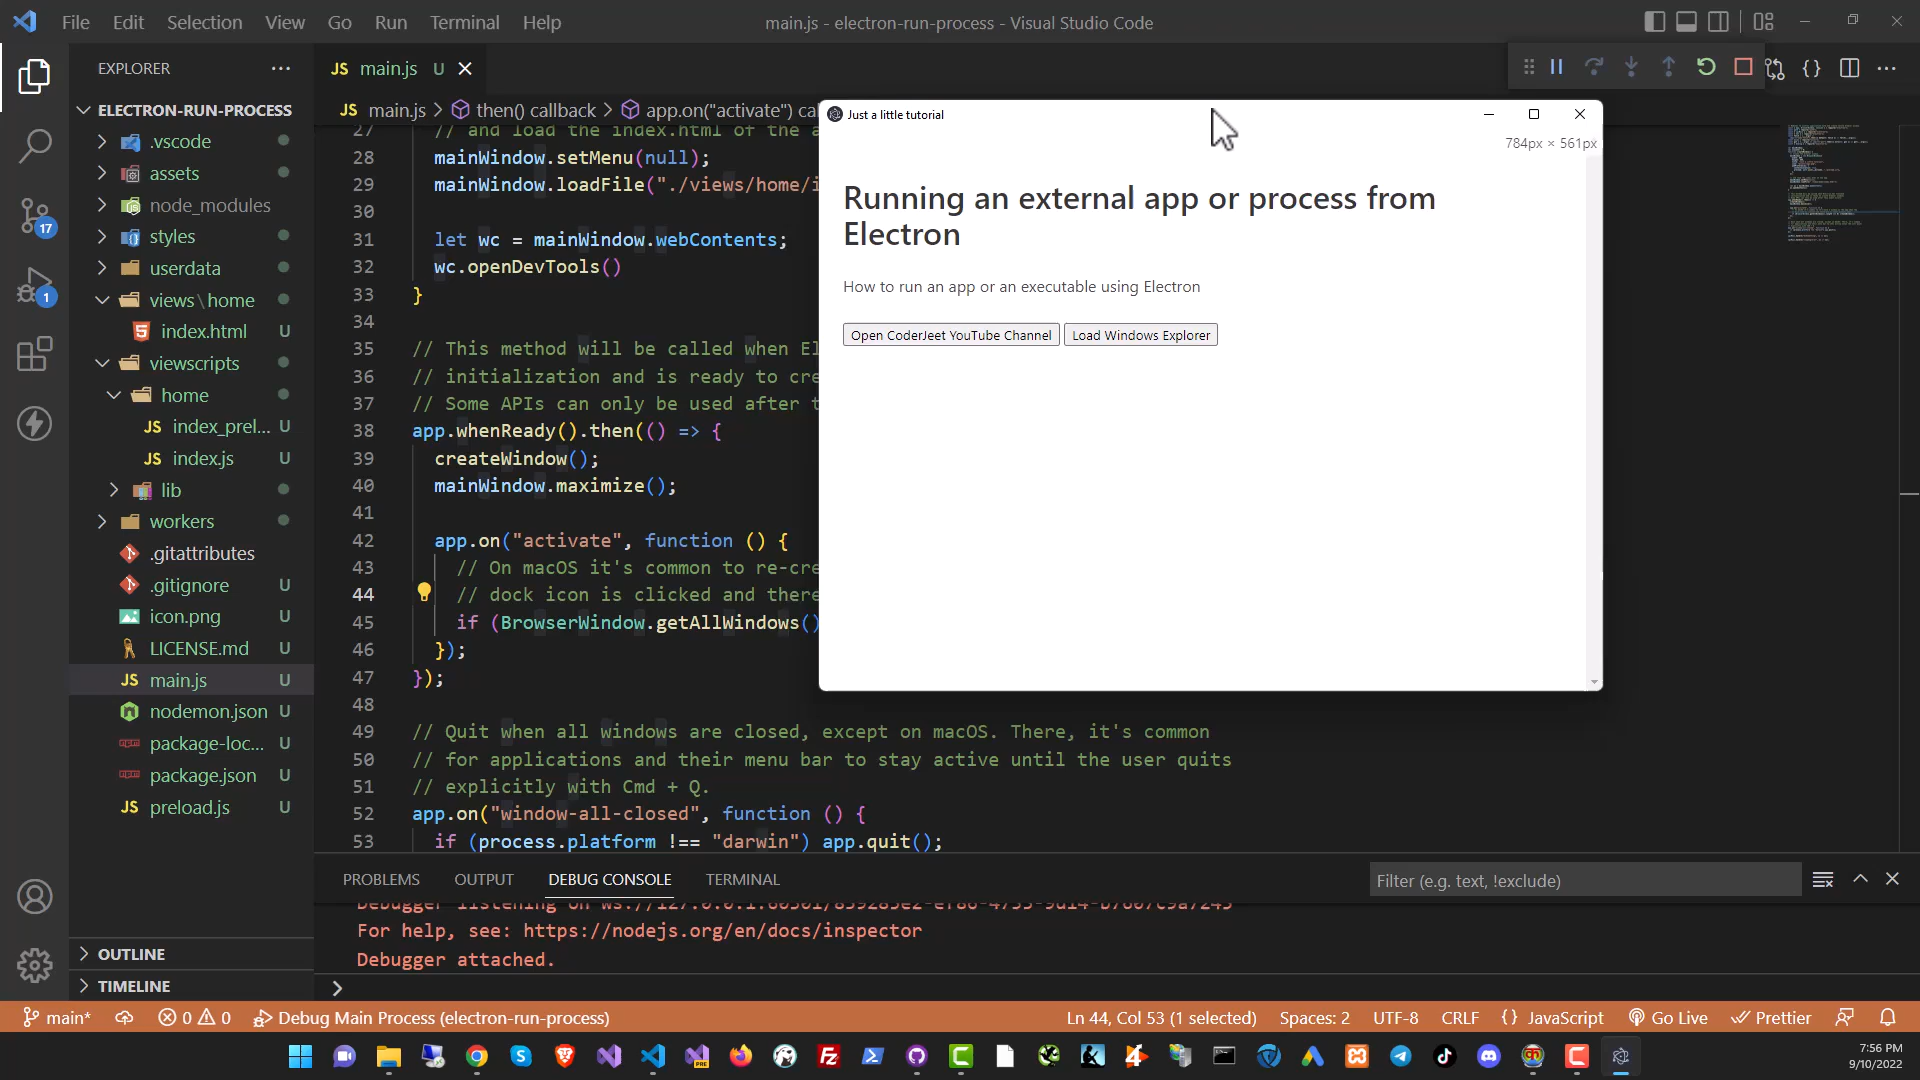 File Edit Selection View Go Run Terminal Help
main.js - electron-run-process - Visual Studio Code
EXPLORER
ELECTRON-RUN-PROCESS
.vscode
assets
node_modules
styles
userdata
views\home
index.html U
viewscripts
home
index_prel... U
index.js U
lib
workers
.gitattributes
.gitignore U
icon.png U
LICENSE.md U
main.js U
nodemon.json U
package-loc... U
package.json U
preload.js U
OUTLINE
TIMELINE
17
1
JS main.js U
JS main.js > then() callback > app.on("activate") ca
27 // and load the index.html of the a
28 mainWindow.setMenu(null);
29 mainWindow.loadFile("./views/home/i
30
31 let wc = mainWindow.webContents;
32 wc.openDevTools()
33 }
34
35 // This method will be called when El
36 // initialization and is ready to cre
37 // Some APIs can only be used after t
38 app.whenReady().then(() => {
39 createWindow();
40 mainWindow.maximize();
41
42 app.on("activate", function () {
43 // On macOS it's common to re-cre
44 // dock icon is clicked and there
45 if (BrowserWindow.getAllWindows()
46 });
47 });
48
49 // Quit when all windows are closed, except on macOS. There, it's common
50 // for applications and their menu bar to stay active until the user quits
51 // explicitly with Cmd + Q.
52 app.on("window-all-closed", function () {
53 if (process.platform !== "darwin") app.quit();
Just a little tutorial
784px × 561px
Running an external app or process from
Electron
How to run an app or an executable using Electron
Open CoderJeet YouTube Channel Load Windows Explorer
PROBLEMS OUTPUT DEBUG CONSOLE TERMINAL
Filter (e.g. text, !exclude)
Debugger listening on
For help, see: https://nodejs.org/en/docs/inspector
Debugger attached.
main* 0 0 Debug Main Process (electron-run-process)
Ln 44, Col 53 (1 selected) Spaces: 2 UTF-8 CRLF {} JavaScript Go Live Prettier
7:56 PM
9/10/2022